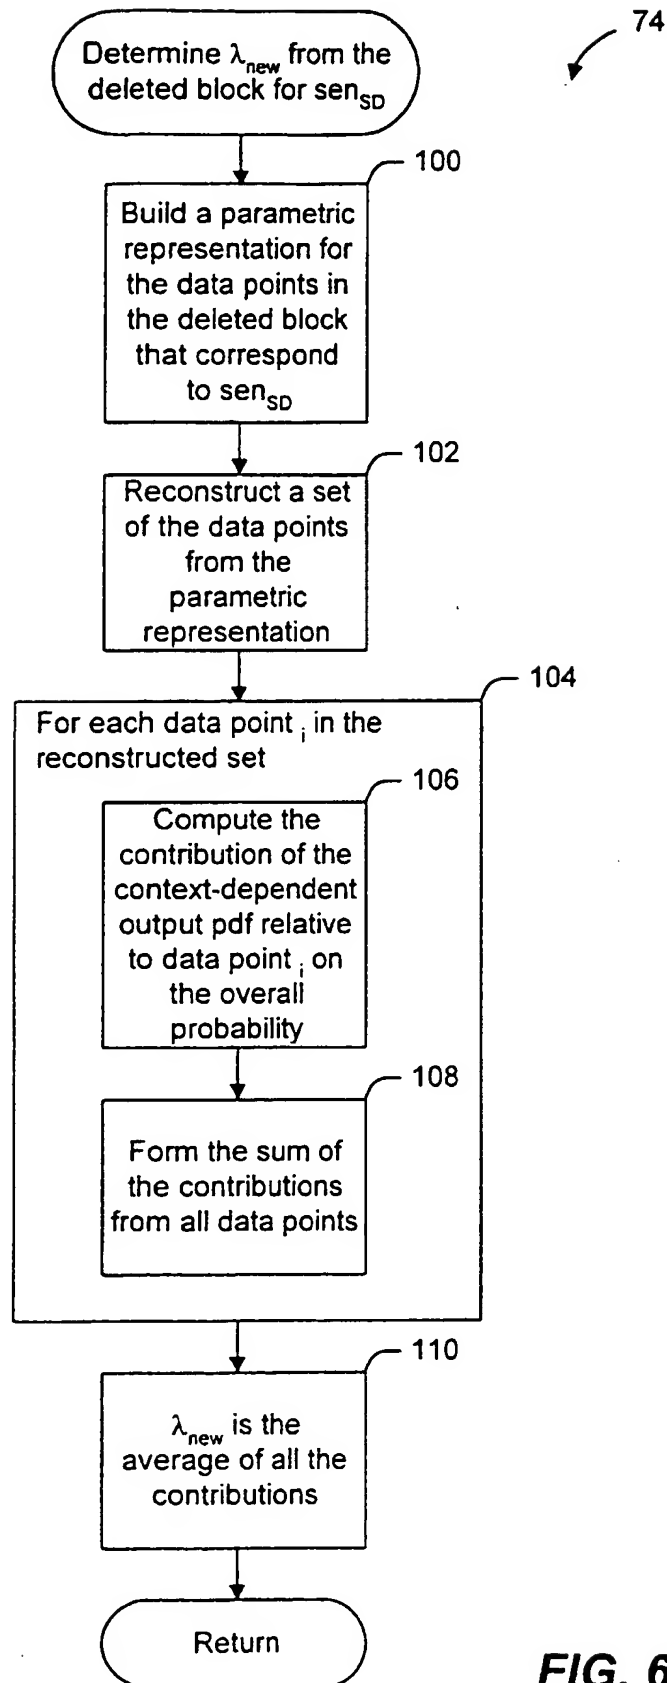 74
Determine λnew from the
deleted block for senSD
100
Build a parametric
representation for
the data points in
the deleted block
that correspond
to senSD
102
Reconstruct a set
of the data points
from the
parametric
representation
104
For each data point i in the
reconstructed set
106
Compute the
contribution of the
context-dependent
output pdf relative
to data point i on
the overall
probability
108
Form the sum of
the contributions
from all data points
110
λnew is the
average of all the
contributions
Return
FIG. 6